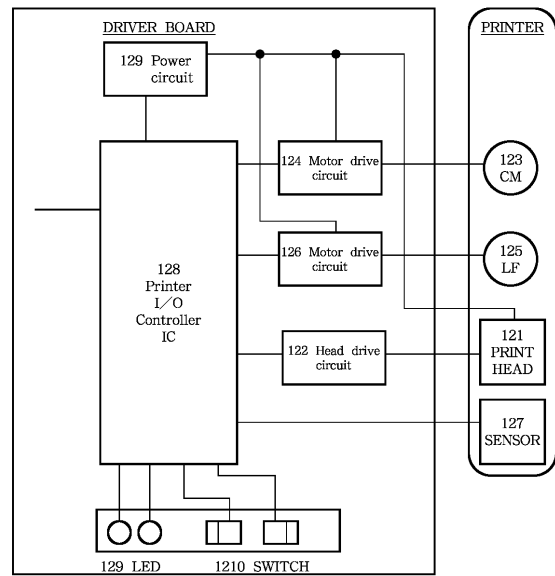 DRIVER BOARD
PRINTER
129 Power
circuit
124 Motor drive
circuit
123
CM
126 Motor drive
circuit
125
LF
128
Printer
I/O
Controller
IC
122 Head drive
circuit
121
PRINT
HEAD
127
SENSOR
129 LED
1210 SWITCH